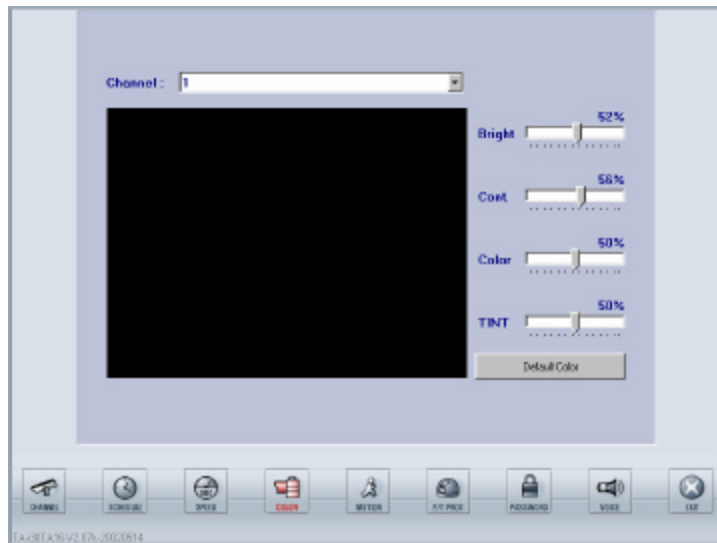 Channel : 1
52%
Bright
56%
Cont.
50%
Color
50%
TINT
Default Color
CHANNEL SCHEDULE SPEED COLOR MOTION PASSWORD VOICE EXIT